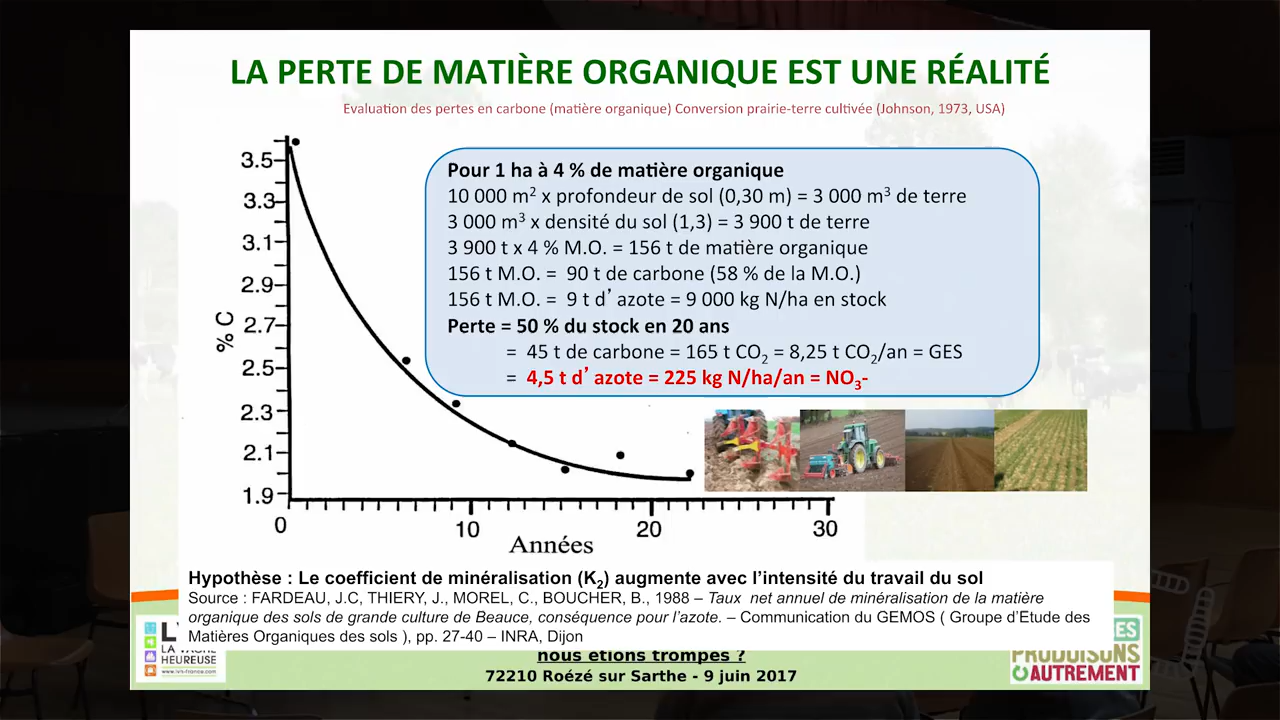 LA PERTE DE MATIÈRE ORGANIQUE EST UNE RÉALITÉ
Evaluation des pertes en carbone (matière organique) Conversion prairie-terre cultivée (Johnson, 1973, USA)
Pour 1 ha à 4 % de matière organique
10 000 m² x profondeur de sol (0,30 m) = 3 000 m³ de terre
3 000 m³ x densité du sol (1,3) = 3 900 t de terre
3 900 t x 4 % M.O. = 156 t de matière organique
156 t M.O. = 90 t de carbone (58 % de la M.O.)
156 t M.O. = 9 t d’ azote = 9 000 kg N/ha en stock
Perte = 50 % du stock en 20 ans
= 45 t de carbone = 165 t CO₂ = 8,25 t CO₂/an = GES
= 4,5 t d’ azote = 225 kg N/ha/an = NO₃-
% C
3.5
3.3
3.1
2.9
2.7
2.5
2.3
2.1
1.9
0 10 20 30
Années
Hypothèse : Le coefficient de minéralisation (K₂) augmente avec l’intensité du travail du sol
Source : FARDEAU, J.C, THIERY, J., MOREL, C., BOUCHER, B., 1988 – Taux net annuel de minéralisation de la matière
organique des sols de grande culture de Beauce, conséquence pour l’azote. – Communication du GEMOS ( Groupe d’Etude des
Matières Organiques des sols ), pp. 27-40 – INRA, Dijon
LA VACHE
HEUREUSE
nous étions trompés ?
72210 Roézé sur Sarthe - 9 juin 2017
PRODUISONS
AUTREMENT